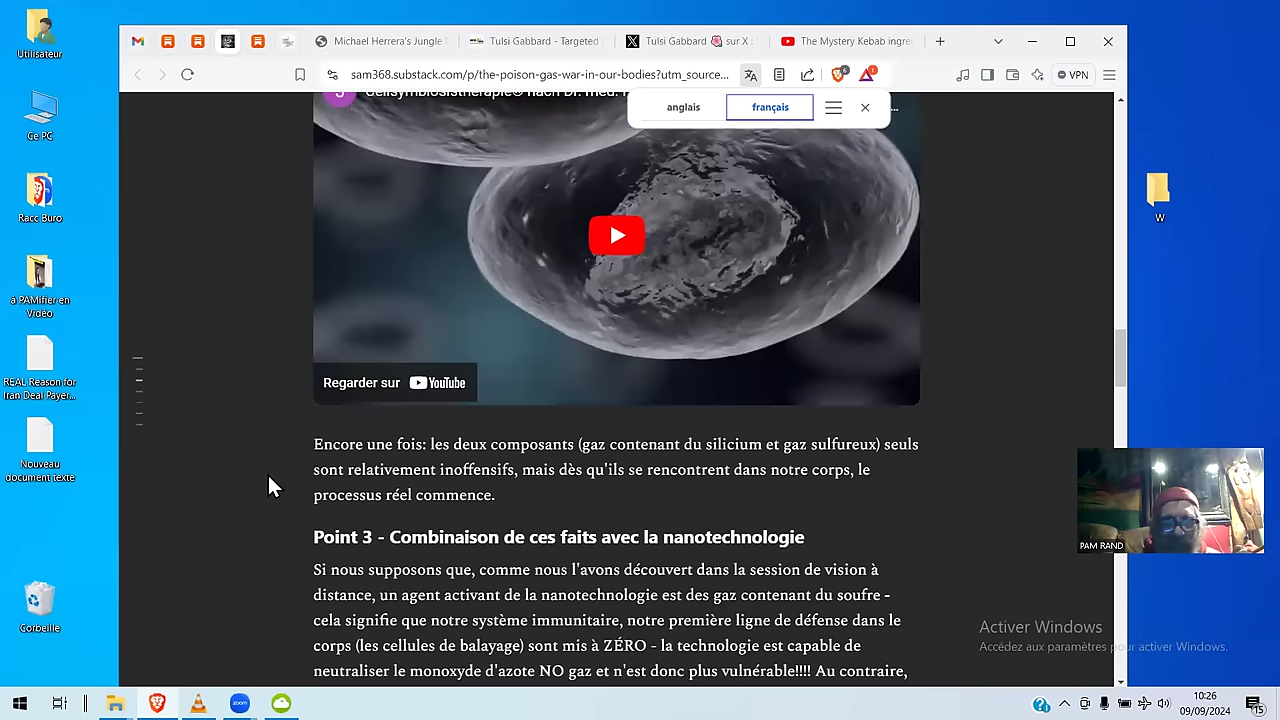 Utilisateur
Ce PC
Racc Buro
à PAMifier en
Vidéo
REAL Reason for
Iran Deal Payer...
Nouveau
document texte
Corbeille
Michael Herrera's Jungle
Tulsi Gabbard - Targeted
Tulsi Gabbard 🌺 su X
The Mystery Kebab ingre
sam368.substack.com/p/the-poison-gas-war-in-our-bodies?utm_source...
VPN
anglais
français
...
Regarder sur YouTube
Encore une fois: les deux composants (gaz contenant du silicium et gaz sulfureux) seuls
sont relativement inoffensifs, mais dès qu'ils se rencontrent dans notre corps, le
processus réel commence.
Point 3 - Combinaison de ces faits avec la nanotechnologie
Si nous supposons que, comme nous l'avons découvert dans la session de vision à
distance, un agent activant de la nanotechnologie est des gaz contenant du soufre -
cela signifie que notre système immunitaire, notre première ligne de défense dans le
corps (les cellules de balayage) sont mis à ZÉRO - la technologie est capable de
neutraliser le monoxyde d'azote NO gaz et n'est donc plus vulnérable!!!! Au contraire,
W
PAM RAND
Activer Windows
Accédez aux paramètres pour activer Windows.
zoom
10:26
09/09/2024
15